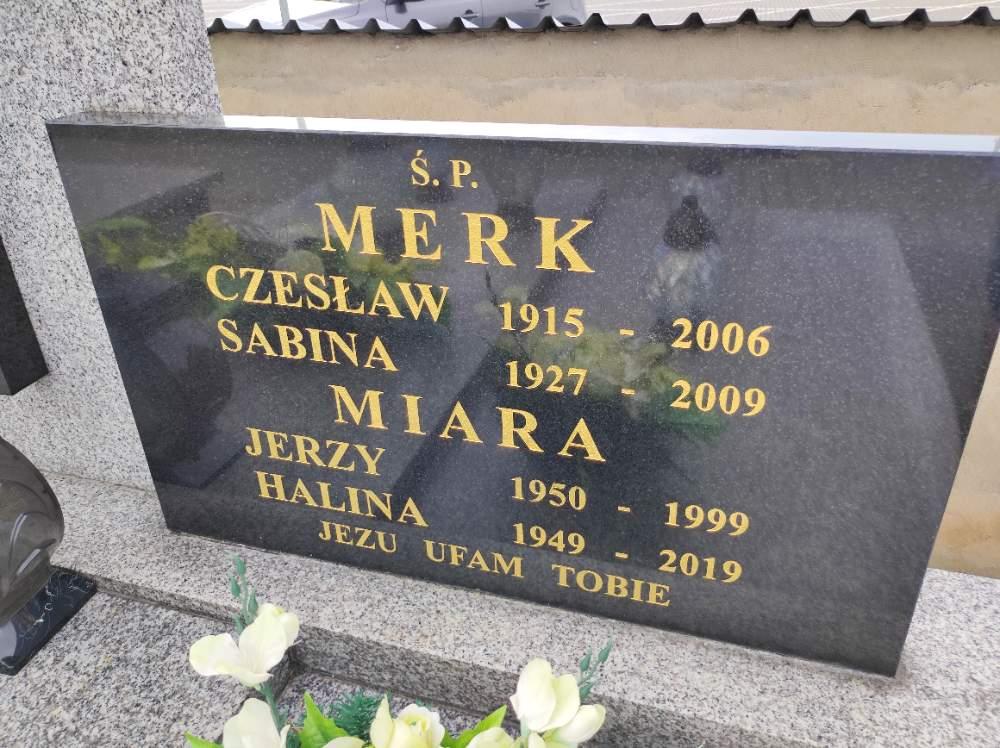 Ś. P.
MERK
CZESŁAW 1915 - 2006
SABINA 1927 - 2009
MIARA
JERZY 1950 - 1999
HALINA 1949 - 2019
JEZU UFAM TOBIE